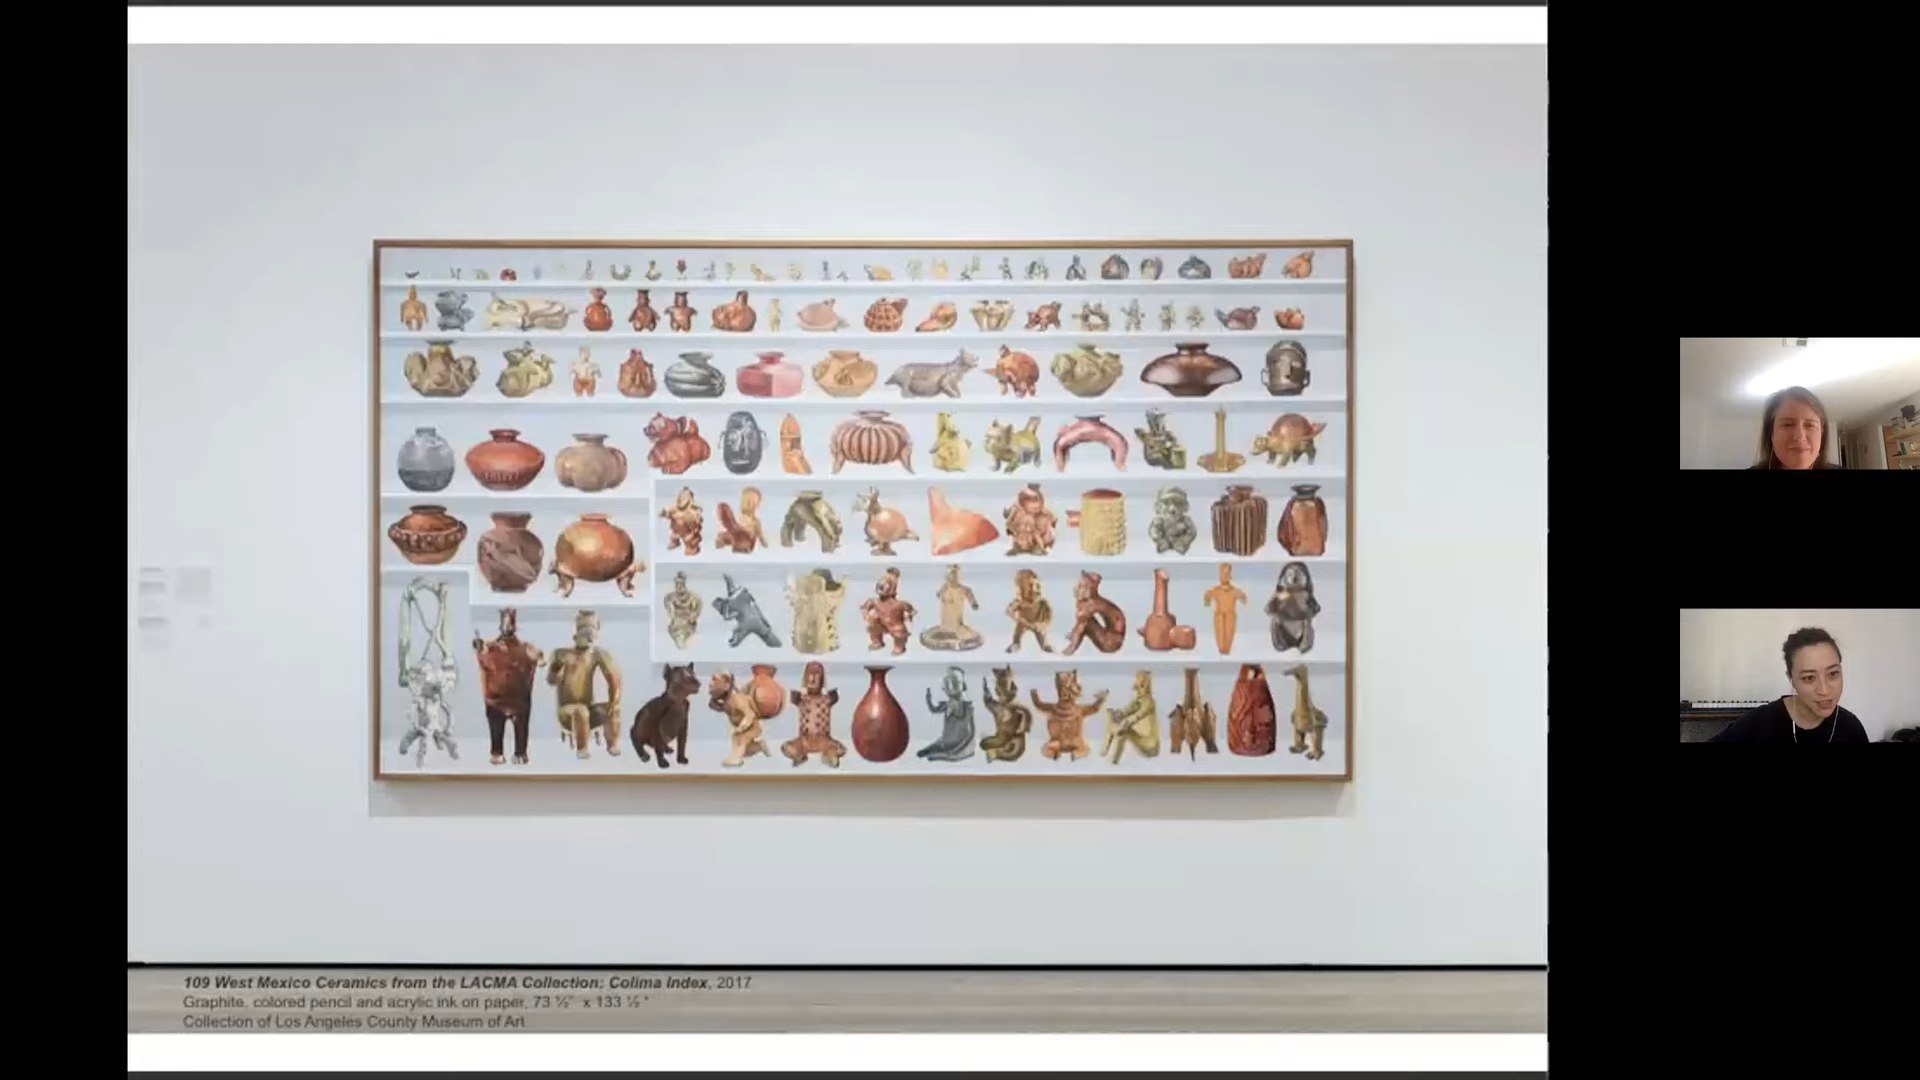 109 West Mexico Ceramics from the LACMA Collection: Colima Index, 2017
Graphite, colored pencil and acrylic ink on paper, 73 ½" x 133 ½ "
Collection of Los Angeles County Museum of Art